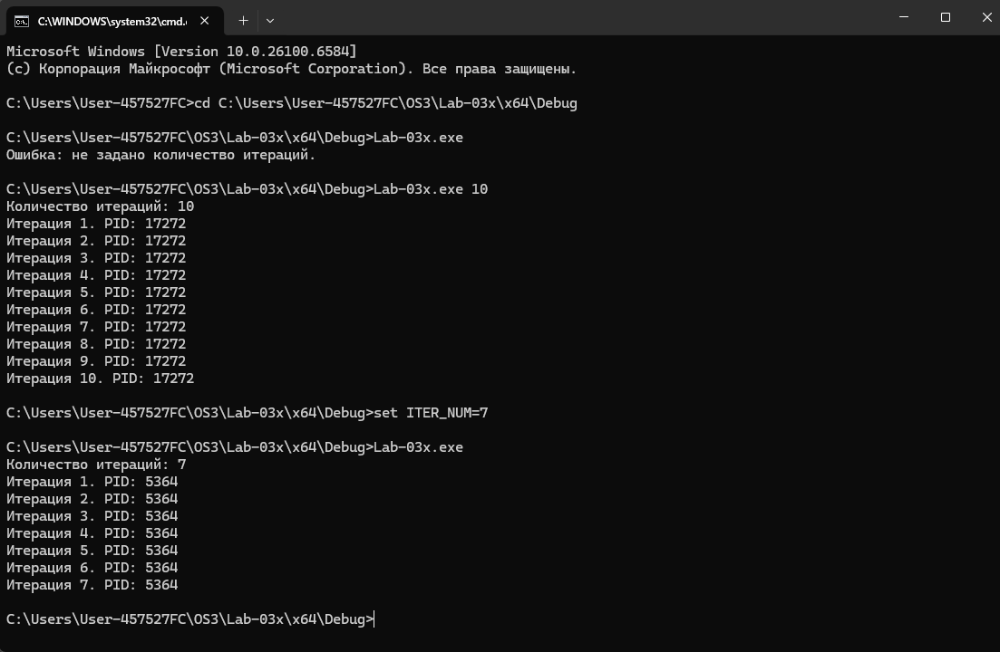 C:\WINDOWS\system32\cmd.
Microsoft Windows [Version 10.0.26100.6584]
(c) Корпорация Майкрософт (Microsoft Corporation). Все права защищены.
C:\Users\User-457527FC>cd C:\Users\User-457527FC\OS3\Lab-03x\x64\Debug
C:\Users\User-457527FC\OS3\Lab-03x\x64\Debug>Lab-03x.exe
Ошибка: не задано количество итераций.
C:\Users\User-457527FC\OS3\Lab-03x\x64\Debug>Lab-03x.exe 10
Количество итераций: 10
Итерация 1. PID: 17272
Итерация 2. PID: 17272
Итерация 3. PID: 17272
Итерация 4. PID: 17272
Итерация 5. PID: 17272
Итерация 6. PID: 17272
Итерация 7. PID: 17272
Итерация 8. PID: 17272
Итерация 9. PID: 17272
Итерация 10. PID: 17272
C:\Users\User-457527FC\OS3\Lab-03x\x64\Debug>set ITER_NUM=7
C:\Users\User-457527FC\OS3\Lab-03x\x64\Debug>Lab-03x.exe
Количество итераций: 7
Итерация 1. PID: 5364
Итерация 2. PID: 5364
Итерация 3. PID: 5364
Итерация 4. PID: 5364
Итерация 5. PID: 5364
Итерация 6. PID: 5364
Итерация 7. PID: 5364
C:\Users\User-457527FC\OS3\Lab-03x\x64\Debug>